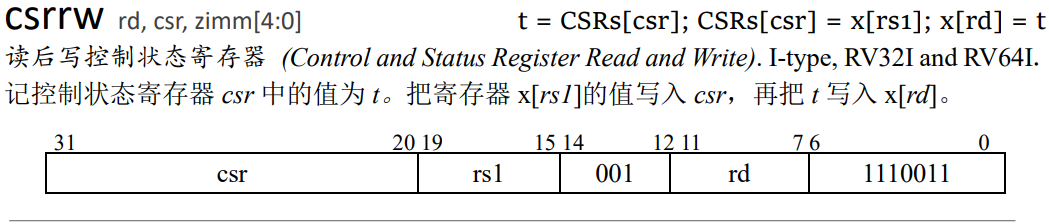 csrrw rd, csr, zimm[4:0] t = CSRs[csr]; CSRs[csr] = x[rs1]; x[rd] = t
读后写控制状态寄存器 (Control and Status Register Read and Write). I-type, RV32I and RV64I.
记控制状态寄存器 csr 中的值为 t。把寄存器 x[rs1]的值写入 csr，再把 t 写入 x[rd]。
31 20 19 15 14 12 11 7 6 0
csr rs1 001 rd 1110011